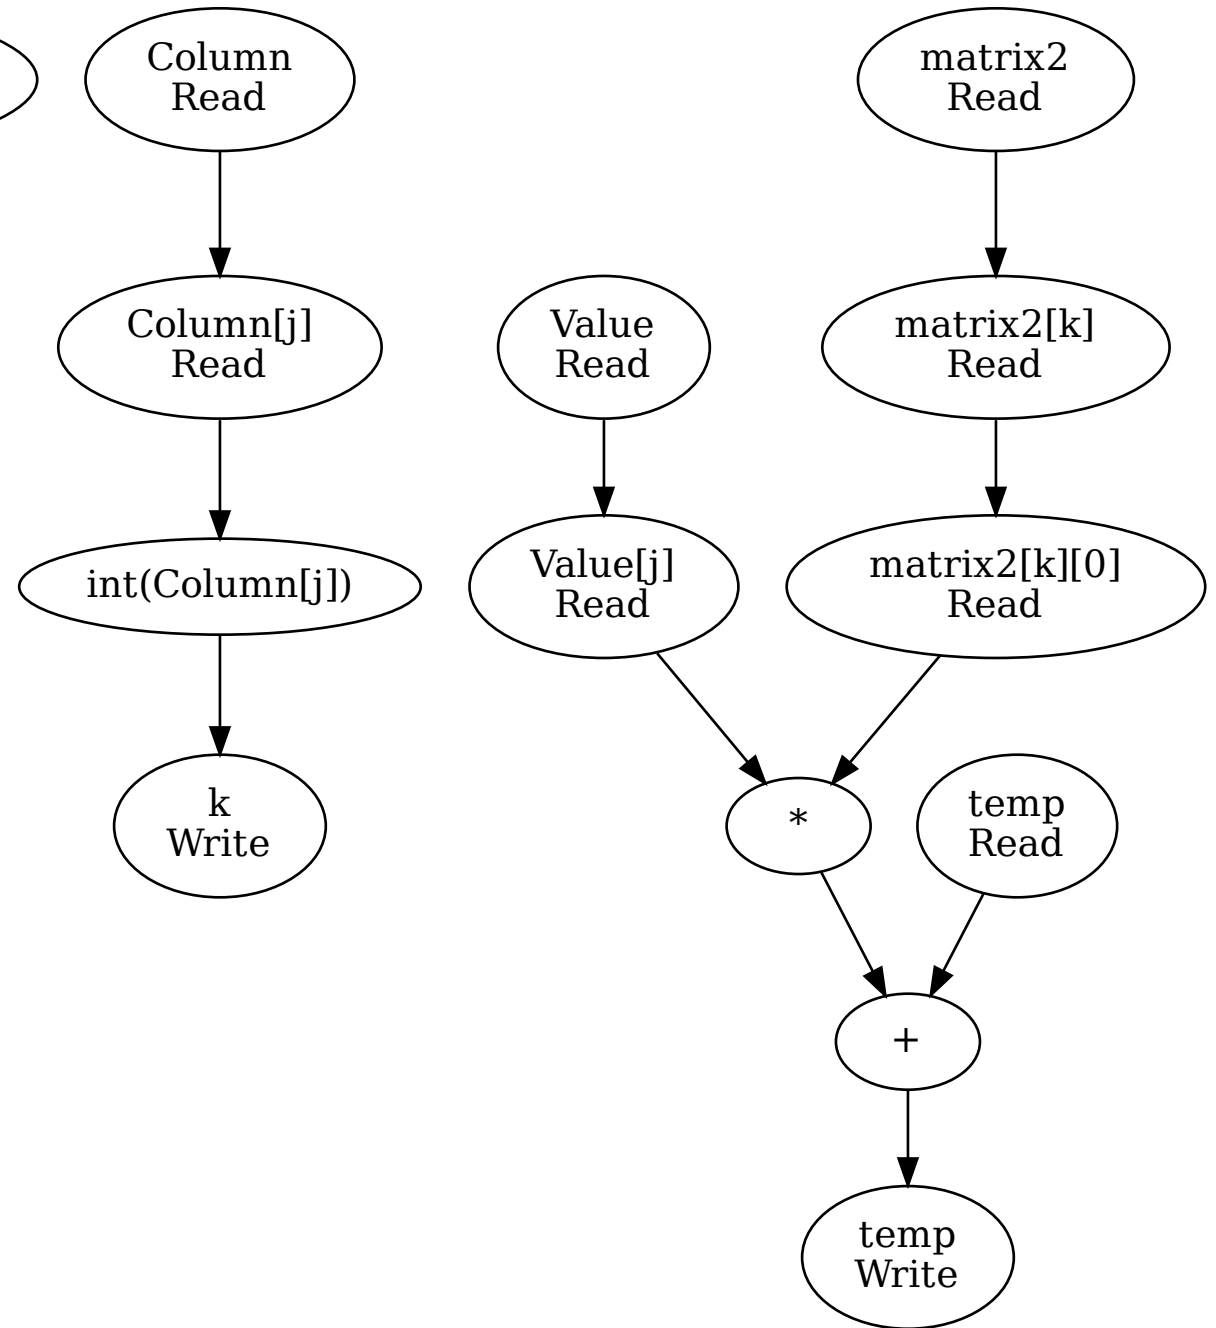 Column
Read
matrix2
Read
Column[j]
Read
Value
Read
matrix2[k]
Read
int(Column[j])
Value[j]
Read
matrix2[k][0]
Read
k
Write
*
temp
Read
+
temp
Write